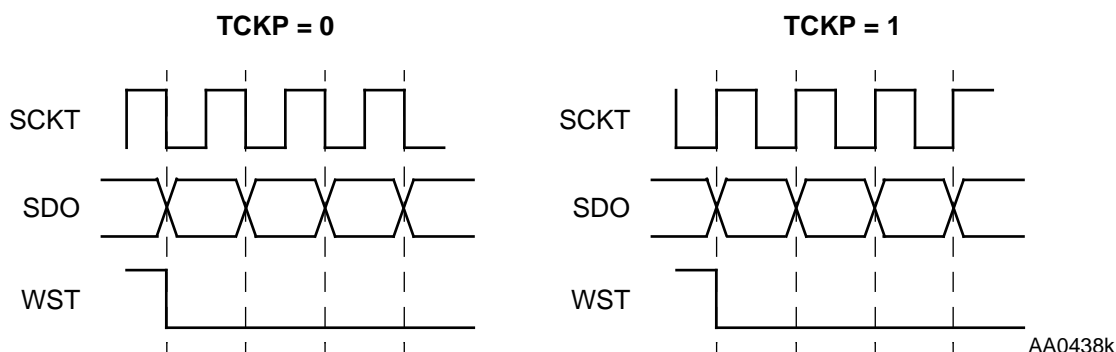 TCKP = 0
SCKT
SDO
WST
TCKP = 1
SCKT
SDO
WST
AA0438k